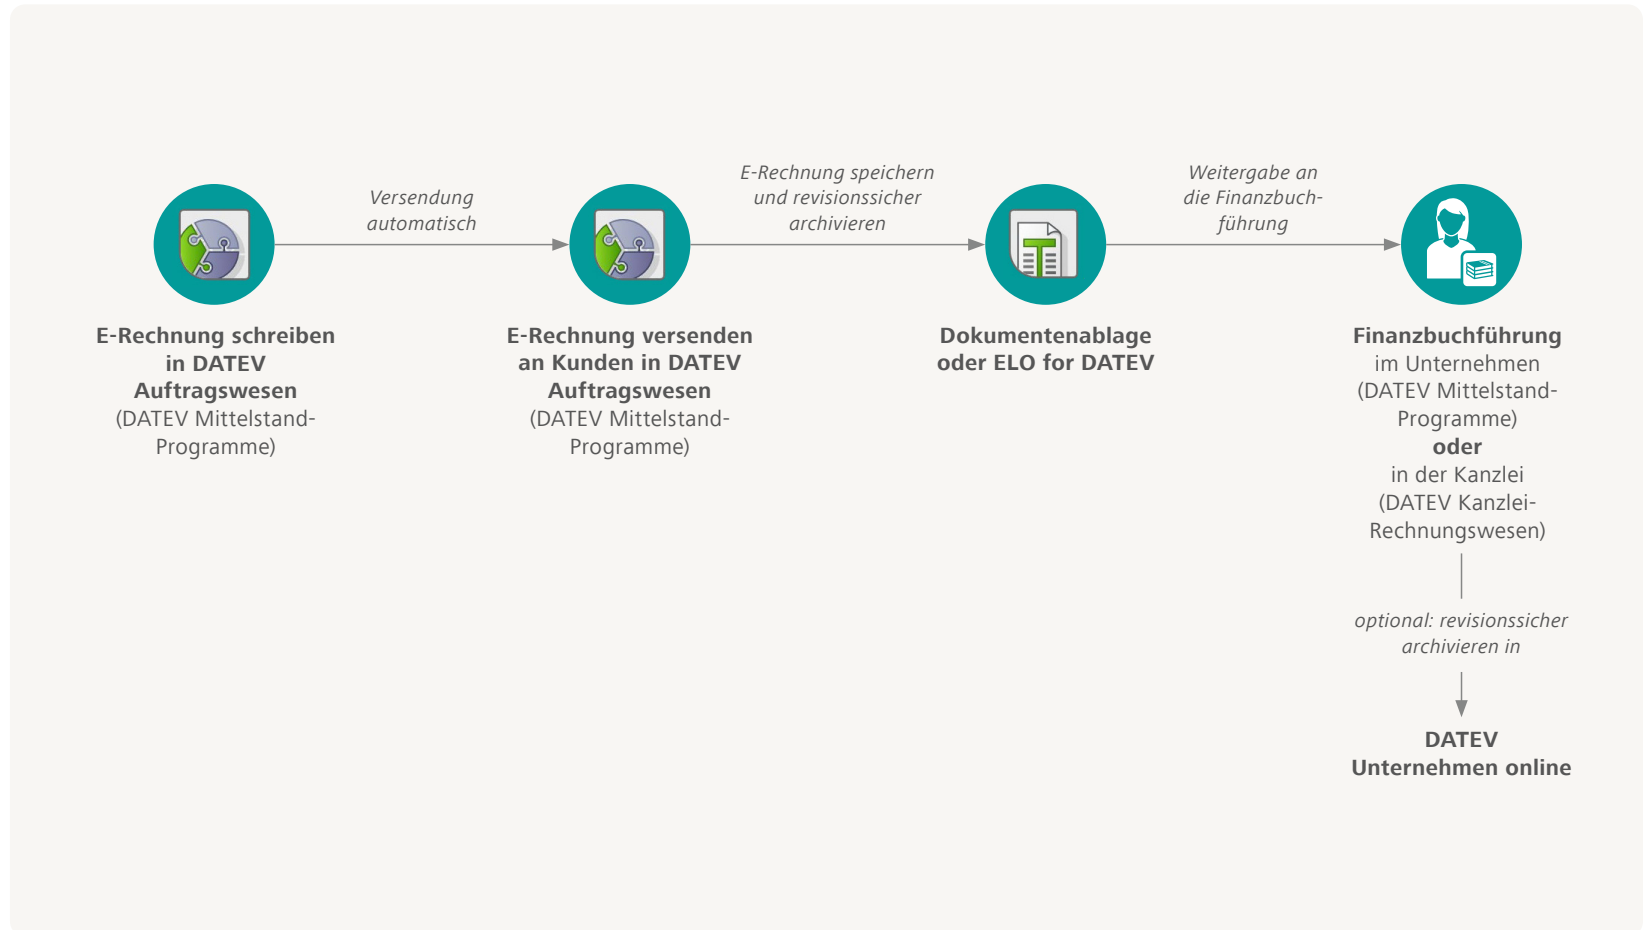 Versendung
automatisch
E-Rechnung speichern
und revisionssicher
archivieren
Weitergabe an
die Finanzbuch-
führung
E-Rechnung schreiben
in DATEV
Auftragswesen
(DATEV Mittelstand-
Programme)
E-Rechnung versenden
an Kunden in DATEV
Auftragswesen
(DATEV Mittelstand-
Programme)
Dokumentenablage
oder ELO for DATEV
Finanzbuchführung
im Unternehmen
(DATEV Mittelstand-
Programme)
oder
in der Kanzlei
(DATEV Kanzlei-
Rechnungswesen)
optional: revisionssicher
archivieren in
DATEV
Unternehmen online